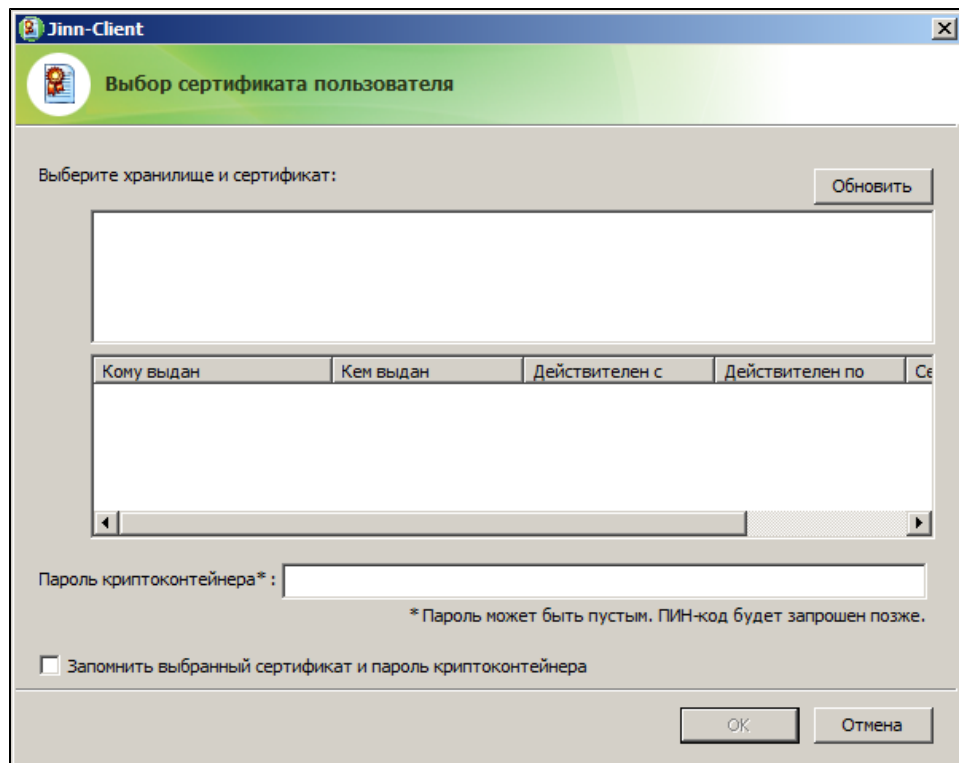 Jinn-Client
Выбор сертификата пользователя
Выберите хранилище и сертификат:
Обновить
Кому выдан Кем выдан Действителен с Действителен по Се
Пароль криптоконтейнера* :
* Пароль может быть пустым. ПИН-код будет запрошен позже.
Запомнить выбранный сертификат и пароль криптоконтейнера
OK Отмена